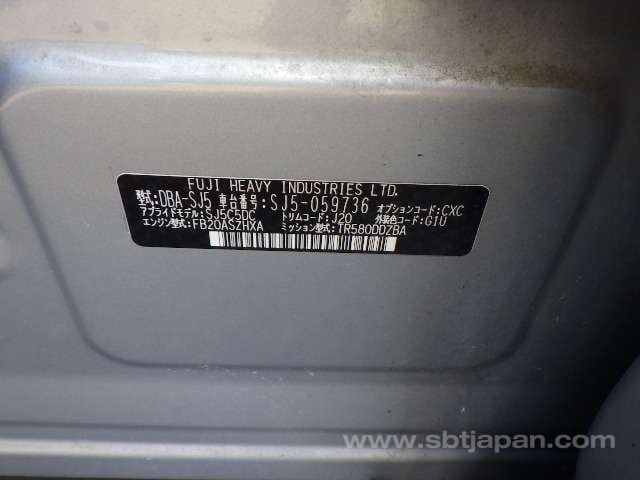 FUJI HEAVY INDUSTRIES LTD.
型式:DBA-SJ5 車台番号:SJ5-059736 オプションコード:CXC
アプライドモデル:SJ5C5DC トリムコード:J20 外装色コード:G1U
エンジン型式:FB20ASZHXA ミッション型式:TR580DDZBA
www.sbtjapan.com